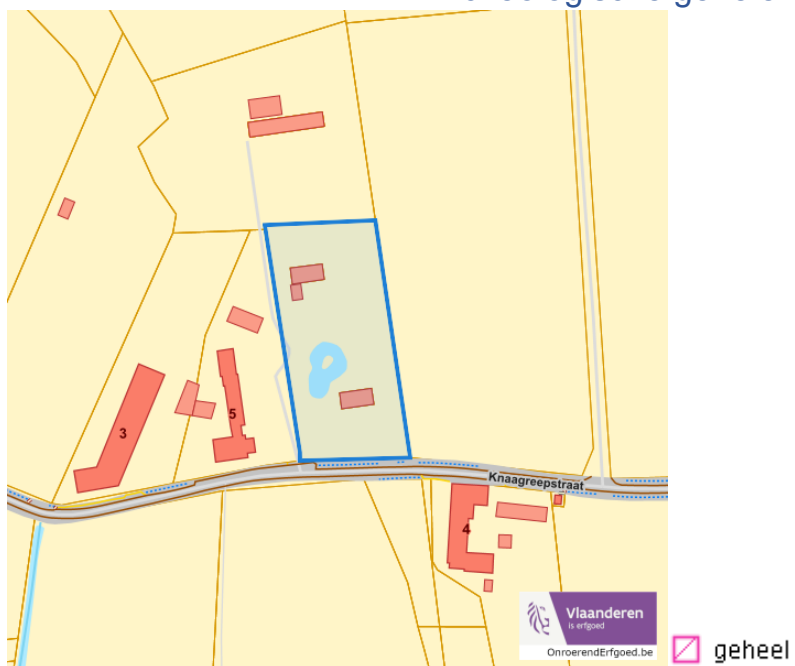 3
5
Knaagreepstraat
4
Vlaanderen
is erfgoed
OnroerendErfgoed.be
geheel